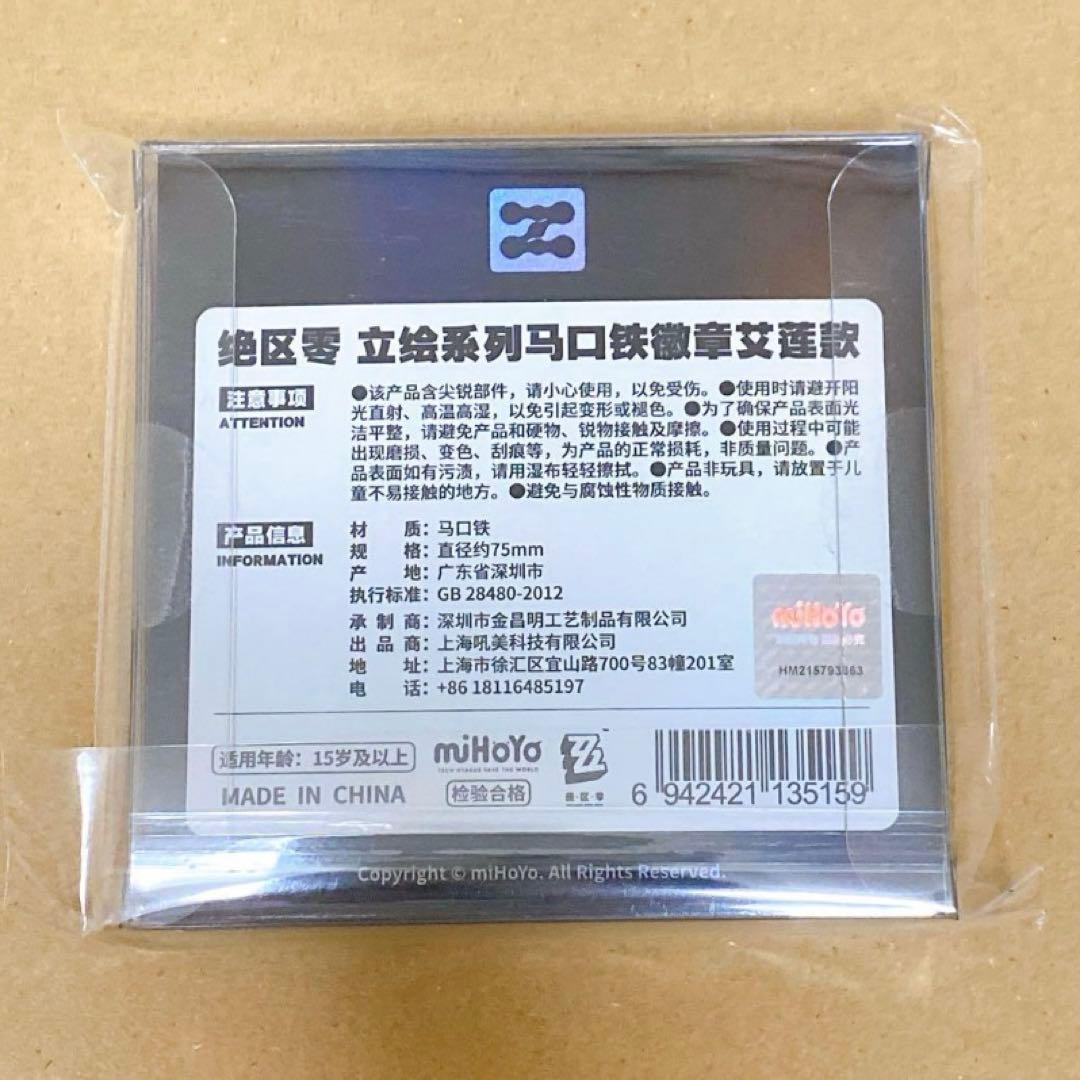 绝区零 立绘系列马口铁徽章艾莲款
注意事项
ATTENTION
●该产品含尖锐部件，请小心使用，以免受伤。●使用时请避开阳
光直射、高温高湿，以免引起变形或褪色。●为了确保产品表面光
洁平整，请避免产品和硬物、锐物接触及摩擦。●使用过程中可能
出现磨损、变色、刮痕等，为产品的正常损耗，非质量问题。●产
品表面如有污渍，请用湿布轻轻擦拭。●产品非玩具，请放置于儿
童不易接触的地方。●避免与腐蚀性物质接触。
产品信息
INFORMATION
材 质：马口铁
规 格：直径约75mm
产 地：广东省深圳市
执行标准：GB 28480-2012
承 制 商：深圳市金昌明工艺制品有限公司
出 品 商：上海吼美科技有限公司
地 址：上海市徐汇区宜山路700号83幢201室
电 话：+86 18116485197
miHoYo
HM215793863
适用年龄：15岁及以上
MADE IN CHINA
miHoYo
TECH OTAKUS SAVE THE WORLD
检验合格
绝·区·零
6 942421 135159
Copyright © miHoYo. All Rights Reserved.